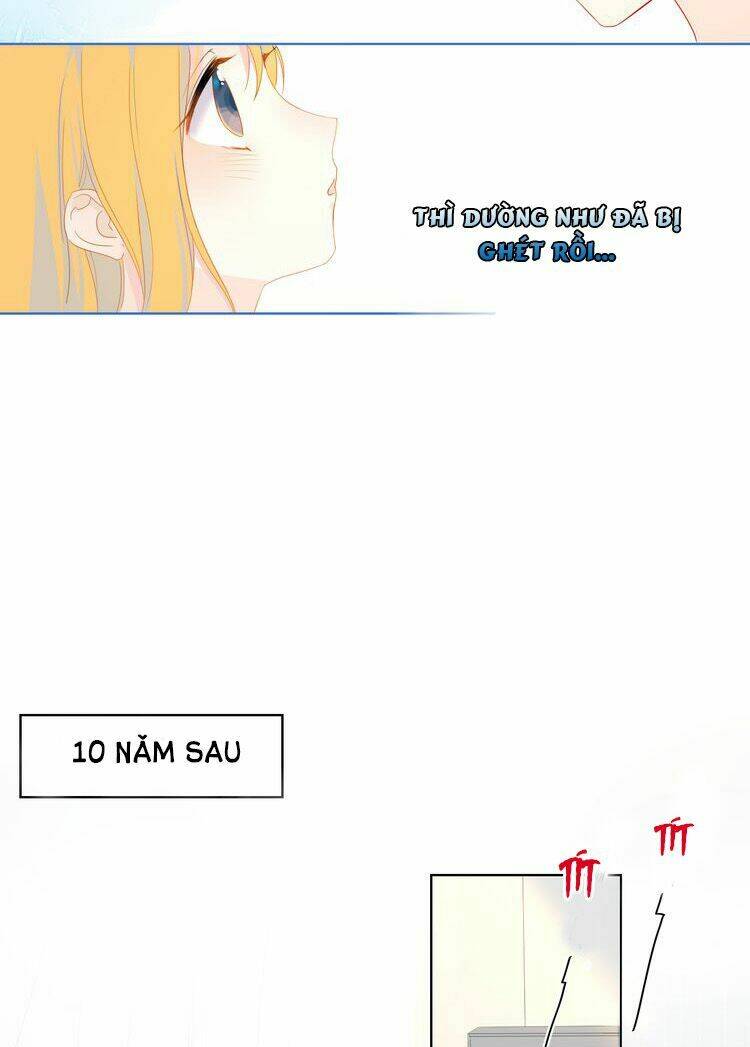 THÌ DƯỜNG NHƯ ĐÃ BỊ
GHÉT RỒI...
10 NĂM SAU
TÍT
TÍT